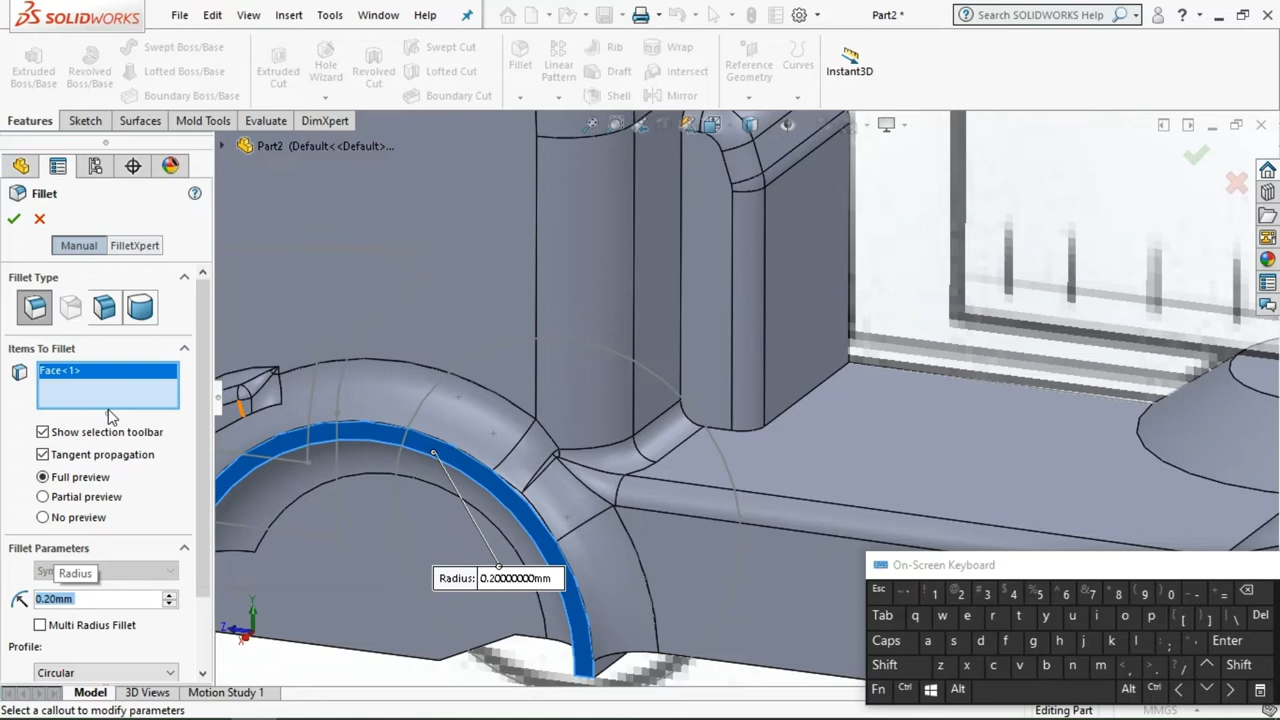 SOLIDWORKS
File Edit View Insert Tools Window Help
Part2 *
Search SOLIDWORKS Help
?
Extruded Boss/Base
Revolved Boss/Base
Swept Boss/Base
Lofted Boss/Base
Boundary Boss/Base
Extruded Cut
Hole Wizard
Revolved Cut
Swept Cut
Lofted Cut
Boundary Cut
Fillet
Linear Pattern
Rib
Draft
Shell
Wrap
Intersect
Mirror
Reference Geometry
Curves
Instant3D
Features Sketch Surfaces Mold Tools Evaluate DimXpert
Part2 (Default<<Default>...
Fillet
Manual FilletXpert
Fillet Type
Items To Fillet
Face<1>
Show selection toolbar
Tangent propagation
Full preview
Partial preview
No preview
Fillet Parameters
Sym
Radius
0.20mm
Multi Radius Fillet
Profile:
Circular
Radius: 0.20000000mm
Z Y X
On-Screen Keyboard
Esc ~ ` ! 1 @ 2 # 3 $ 4 % 5 ^ 6 & 7 * 8 ( 9 ) 0 _ - + =
Tab q w e r t y u i o p { [ } ] | \ Del
Caps a s d f g h j k l : ; " ' Enter
Shift z x c v b n m < , > . ? / Shift
Fn Ctrl Alt Alt Ctrl
Model 3D Views Motion Study 1
Select a callout to modify parameters
Editing Part MMGS